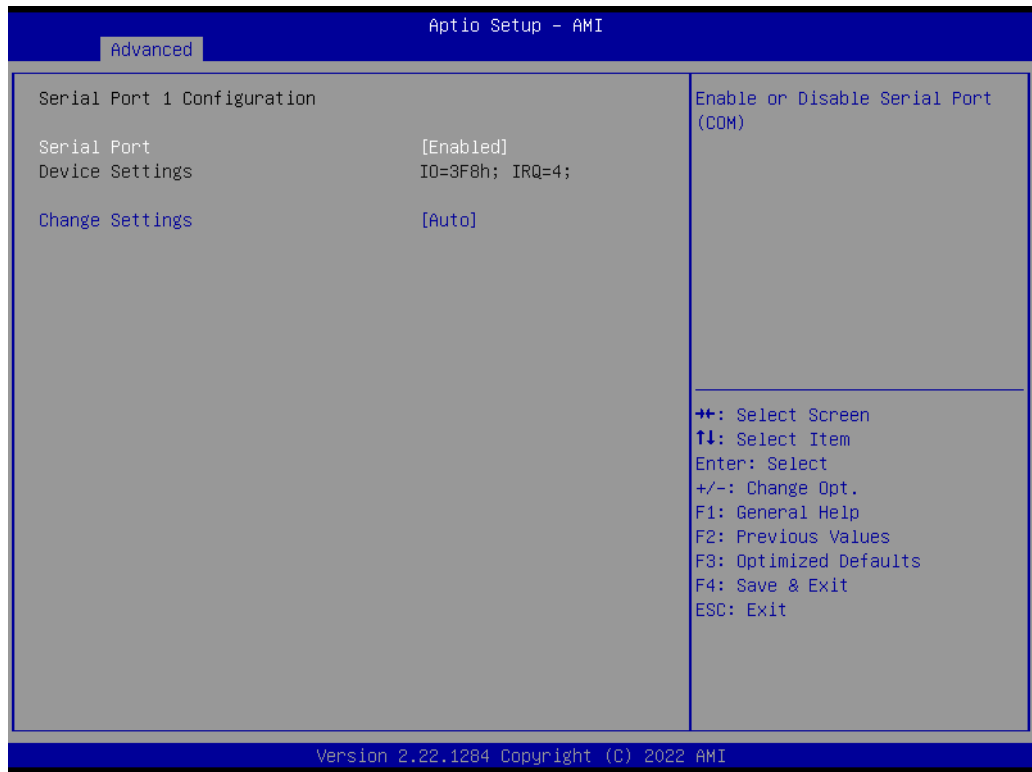 Aptio Setup – AMI
Advanced
Serial Port 1 Configuration
Serial Port [Enabled]
Device Settings IO=3F8h; IRQ=4;
Change Settings [Auto]
Enable or Disable Serial Port
(COM)
→←: Select Screen
↑↓: Select Item
Enter: Select
+/-: Change Opt.
F1: General Help
F2: Previous Values
F3: Optimized Defaults
F4: Save & Exit
ESC: Exit
Version 2.22.1284 Copyright (C) 2022 AMI